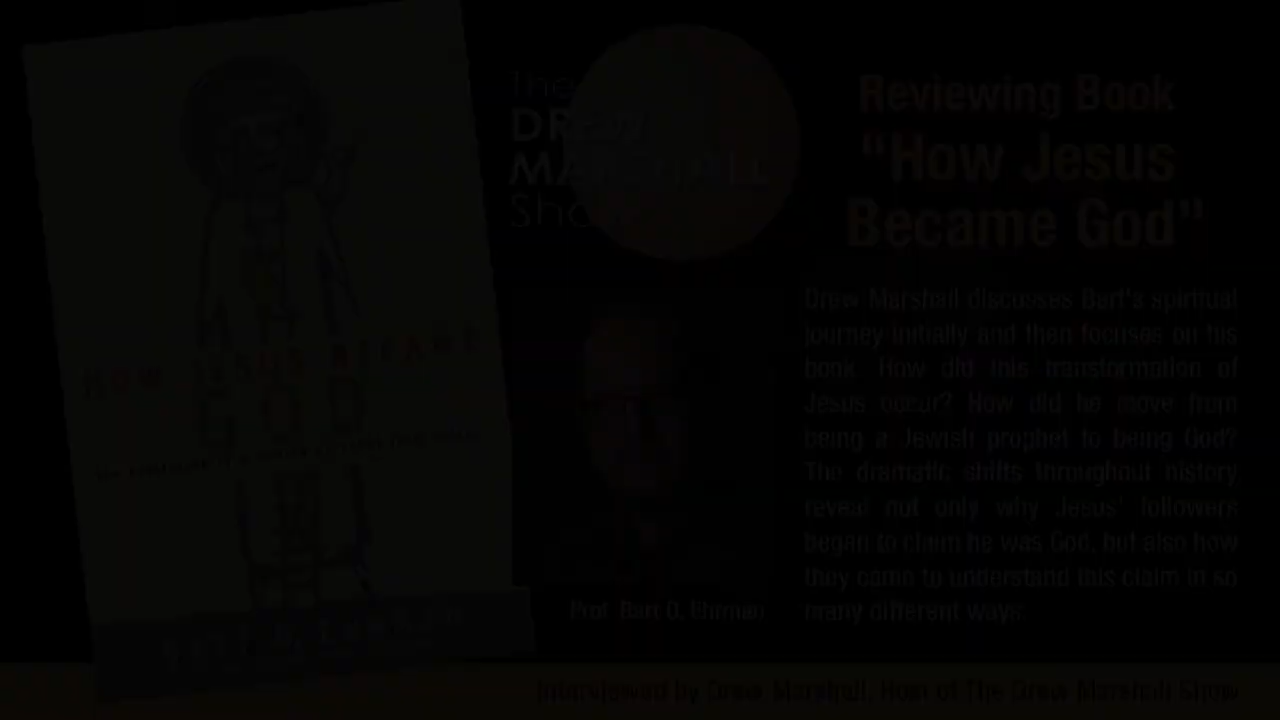 HOW JESUS BECAME
GOD
The
DREW
MARSHALL
Show
Prof. Bart D. Ehrman
Reviewing Book
"How Jesus
Became God"
Drew Marshall discusses Bart's spiritual
journey initially and then focuses on his
book. How did this transformation of
Jesus occur? How did he move from
being a Jewish prophet to being God?
The dramatic shifts throughout history
reveal not only why Jesus' followers
began to claim he was God, but also how
they came to understand this claim in so
many different ways.
Interviewed by Drew Marshall, Host of The Drew Marshall Show